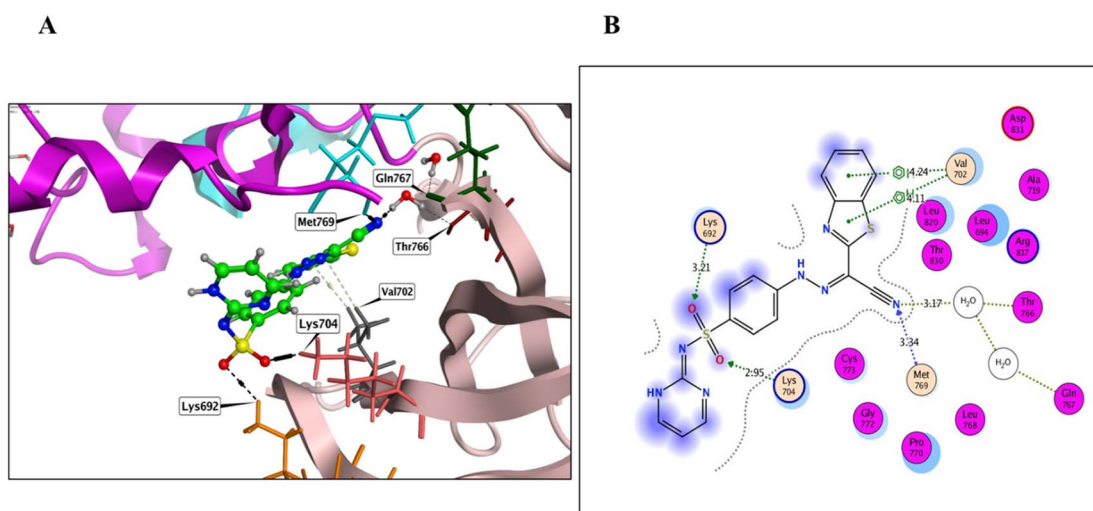 A
B
Gln767
Met769
Thr766
Val702
Lys704
Lys692
Asp
831
4.24
Val
702
Ala
739
4.11
Lys
692
Leu
820
Leu
694
Arg
817
S
N
Thr
830
3.21
H
N
N
O
N
3.17
H₂O
Thr
766
S
N
O
2.95
3.34
H₂O
Cys
773
Lys
704
Met
769
Gln
767
HN
N
Gly
772
Leu
768
Pro
770